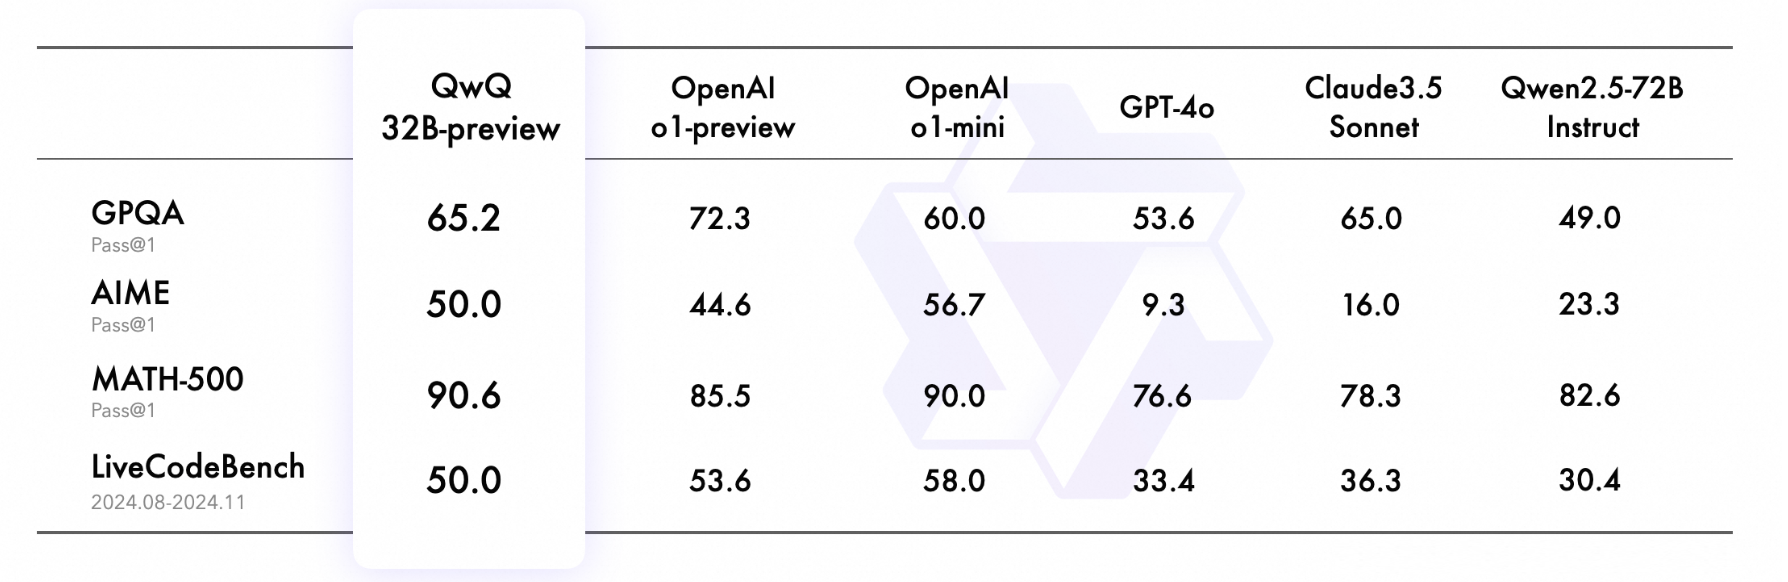 QwQ
32B-preview
OpenAI
o1-preview
OpenAI
o1-mini
GPT-4o
Claude3.5
Sonnet
Qwen2.5-72B
Instruct
GPQA
Pass@1
65.2 72.3 60.0 53.6 65.0 49.0
AIME
Pass@1
50.0 44.6 56.7 9.3 16.0 23.3
MATH-500
Pass@1
90.6 85.5 90.0 76.6 78.3 82.6
LiveCodeBench
2024.08-2024.11
50.0 53.6 58.0 33.4 36.3 30.4